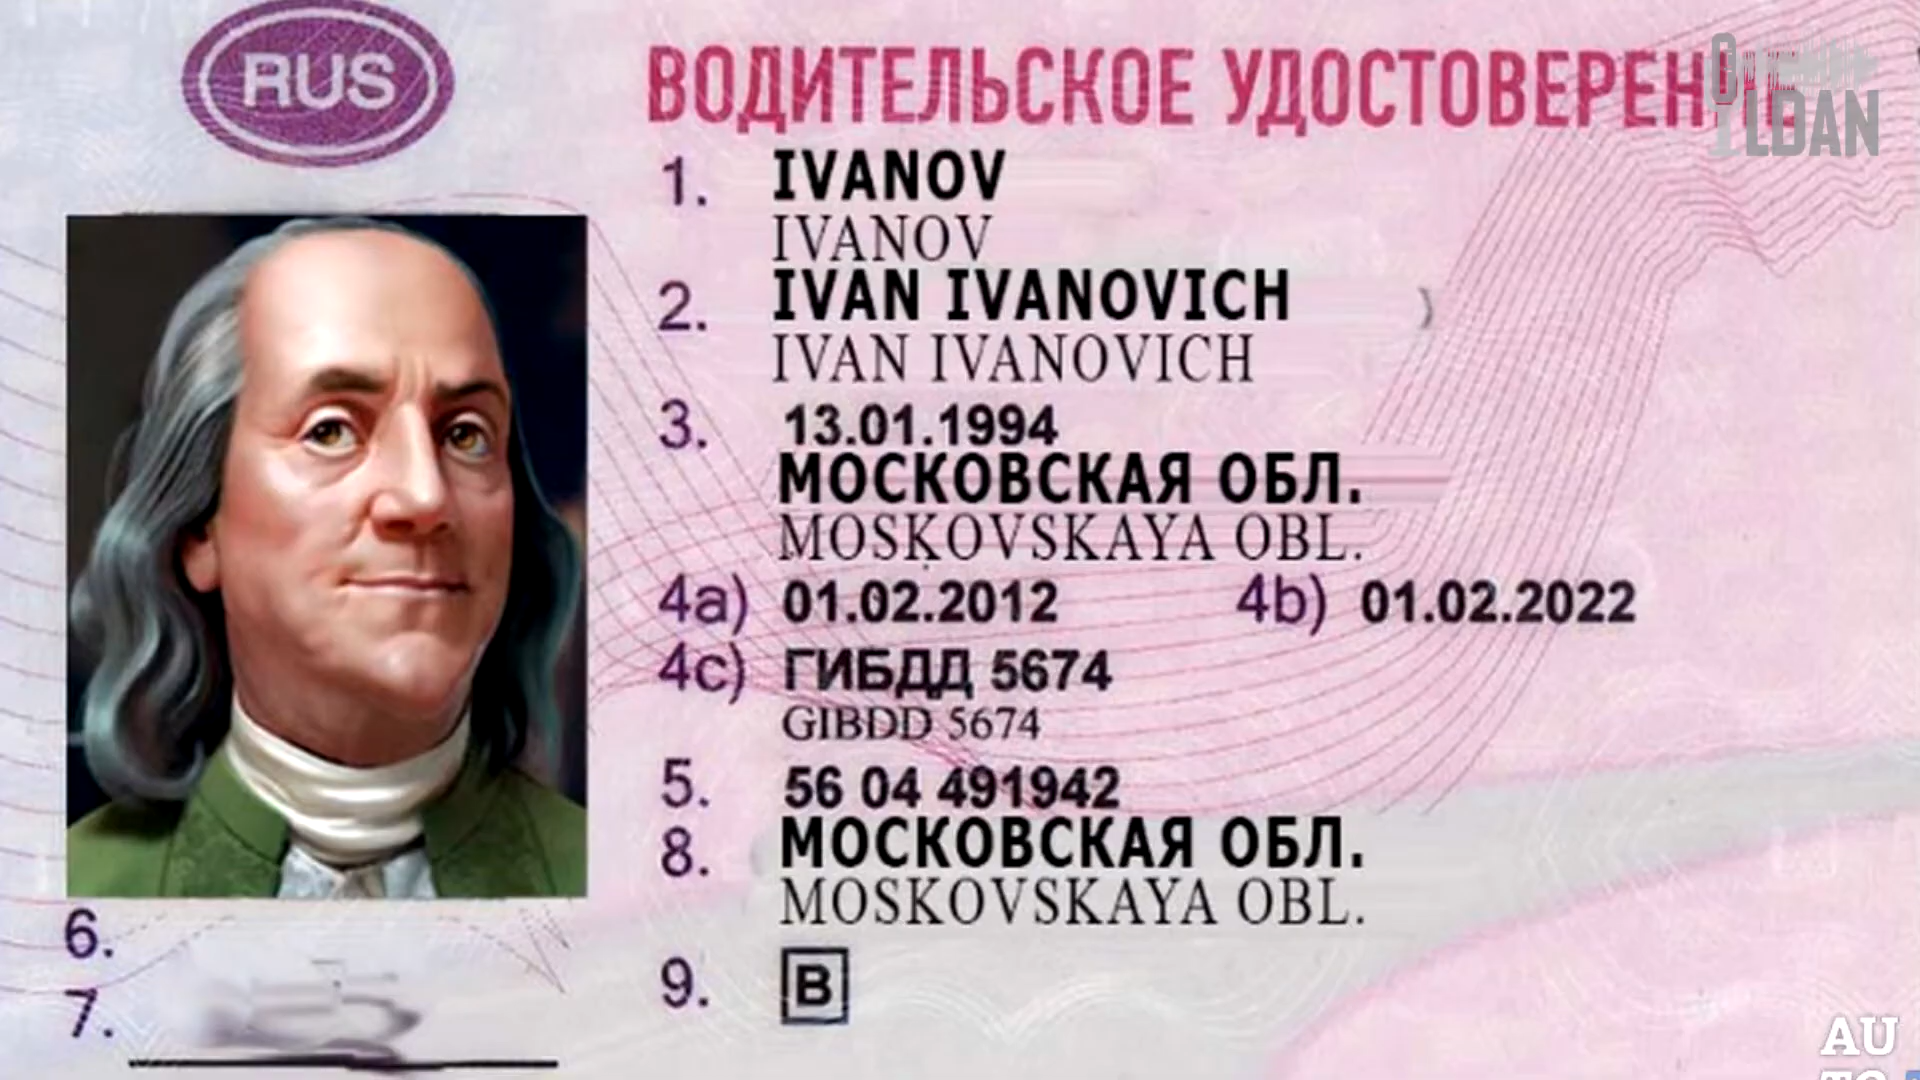 RUS
ВОДИТЕЛЬСКОЕ УДОСТОВЕРЕНИЕ
1. IVANOV
IVANOV
2. IVAN IVANOVICH
IVAN IVANOVICH
3. 13.01.1994
МОСКОВСКАЯ ОБЛ.
MOSKOVSKAYA OBL.
4a) 01.02.2012 4b) 01.02.2022
4c) ГИБДД 5674
GIBDD 5674
5. 56 04 491942
8. МОСКОВСКАЯ ОБЛ.
MOSKOVSKAYA OBL.
9. B
6.
7.
AU